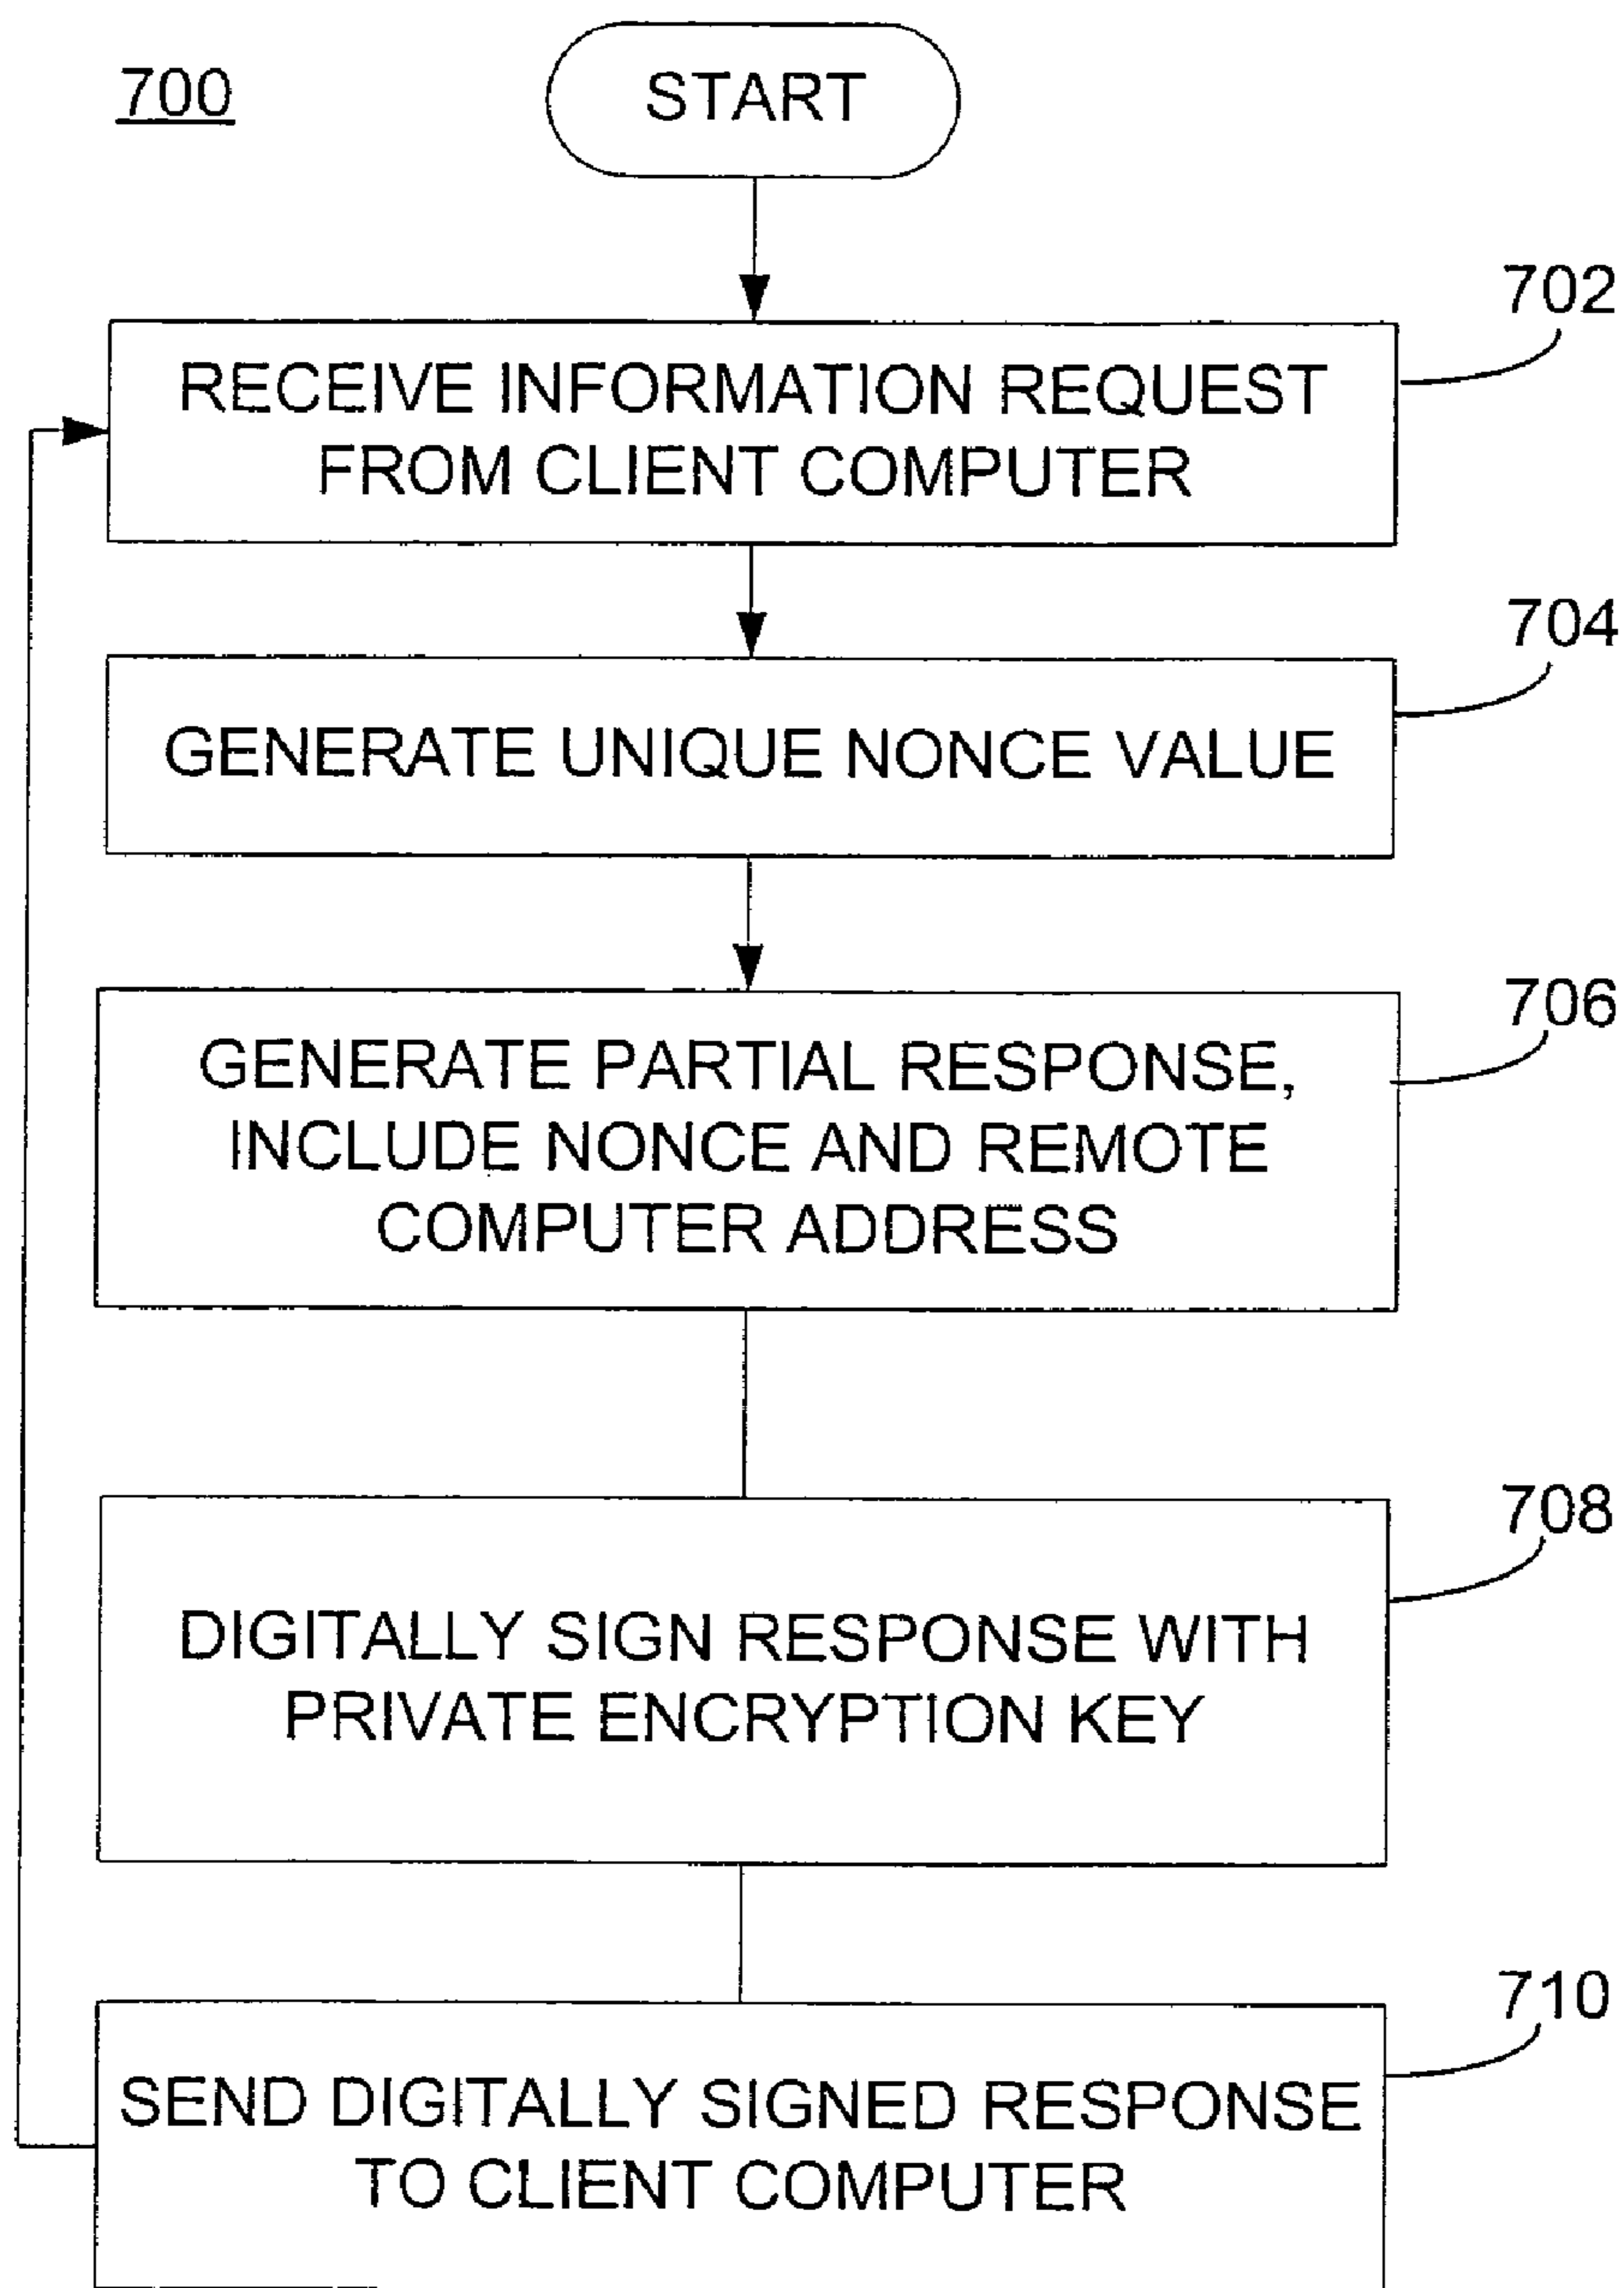 700
START
702
RECEIVE INFORMATION REQUEST
FROM CLIENT COMPUTER
704
GENERATE UNIQUE NONCE VALUE
706
GENERATE PARTIAL RESPONSE,
INCLUDE NONCE AND REMOTE
COMPUTER ADDRESS
708
DIGITALLY SIGN RESPONSE WITH
PRIVATE ENCRYPTION KEY
710
SEND DIGITALLY SIGNED RESPONSE
TO CLIENT COMPUTER